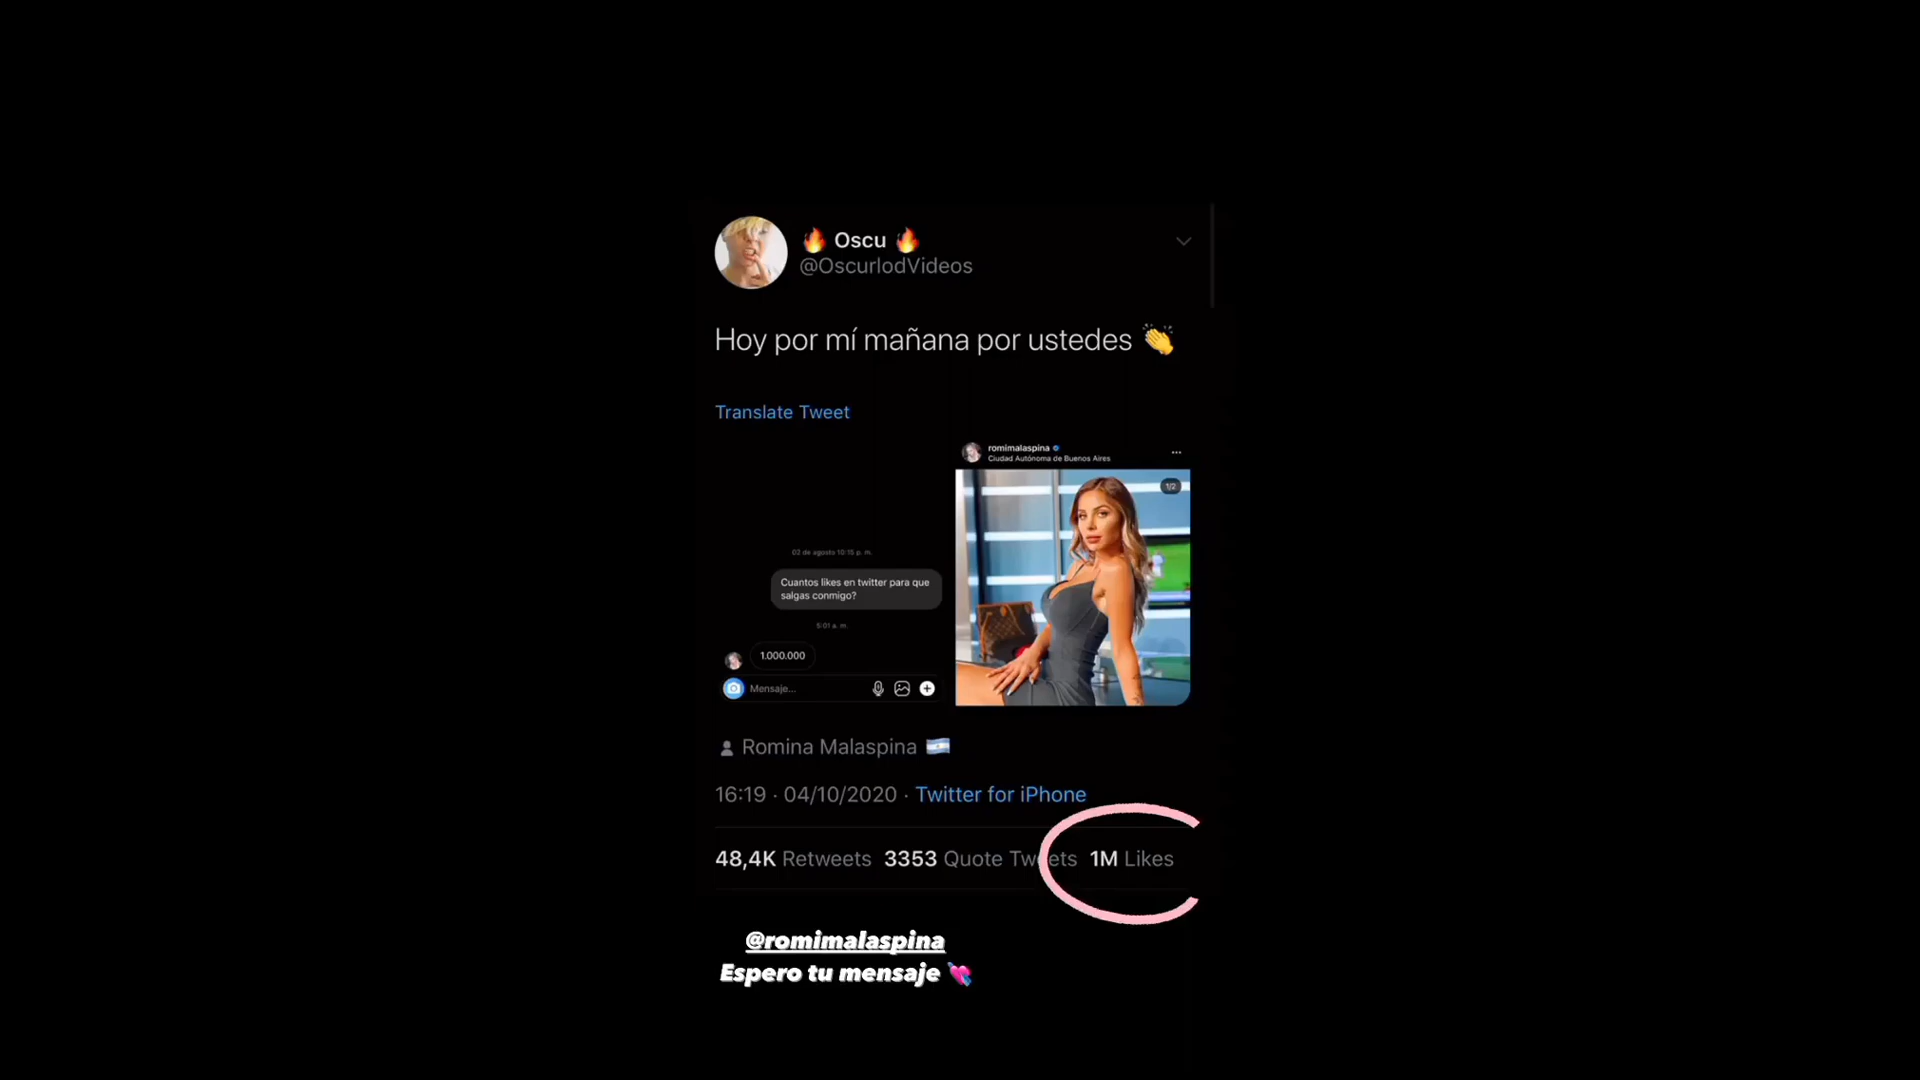 🔥 Oscu 🔥
@OscurlodVideos
Hoy por mí mañana por ustedes 👏
Translate Tweet
02 de agosto 10:15 p. m.
Cuantos likes en twitter para que
salgas conmigo?
5:01 a. m.
1.000.000
Mensaje...
romimalaspina
Ciudad Autónoma de Buenos Aires
1/2
Romina Malaspina 🇦🇷
16:19 · 04/10/2020 · Twitter for iPhone
48,4K Retweets 3353 Quote Tweets 1M Likes
@romimalaspina
Espero tu mensaje 💘